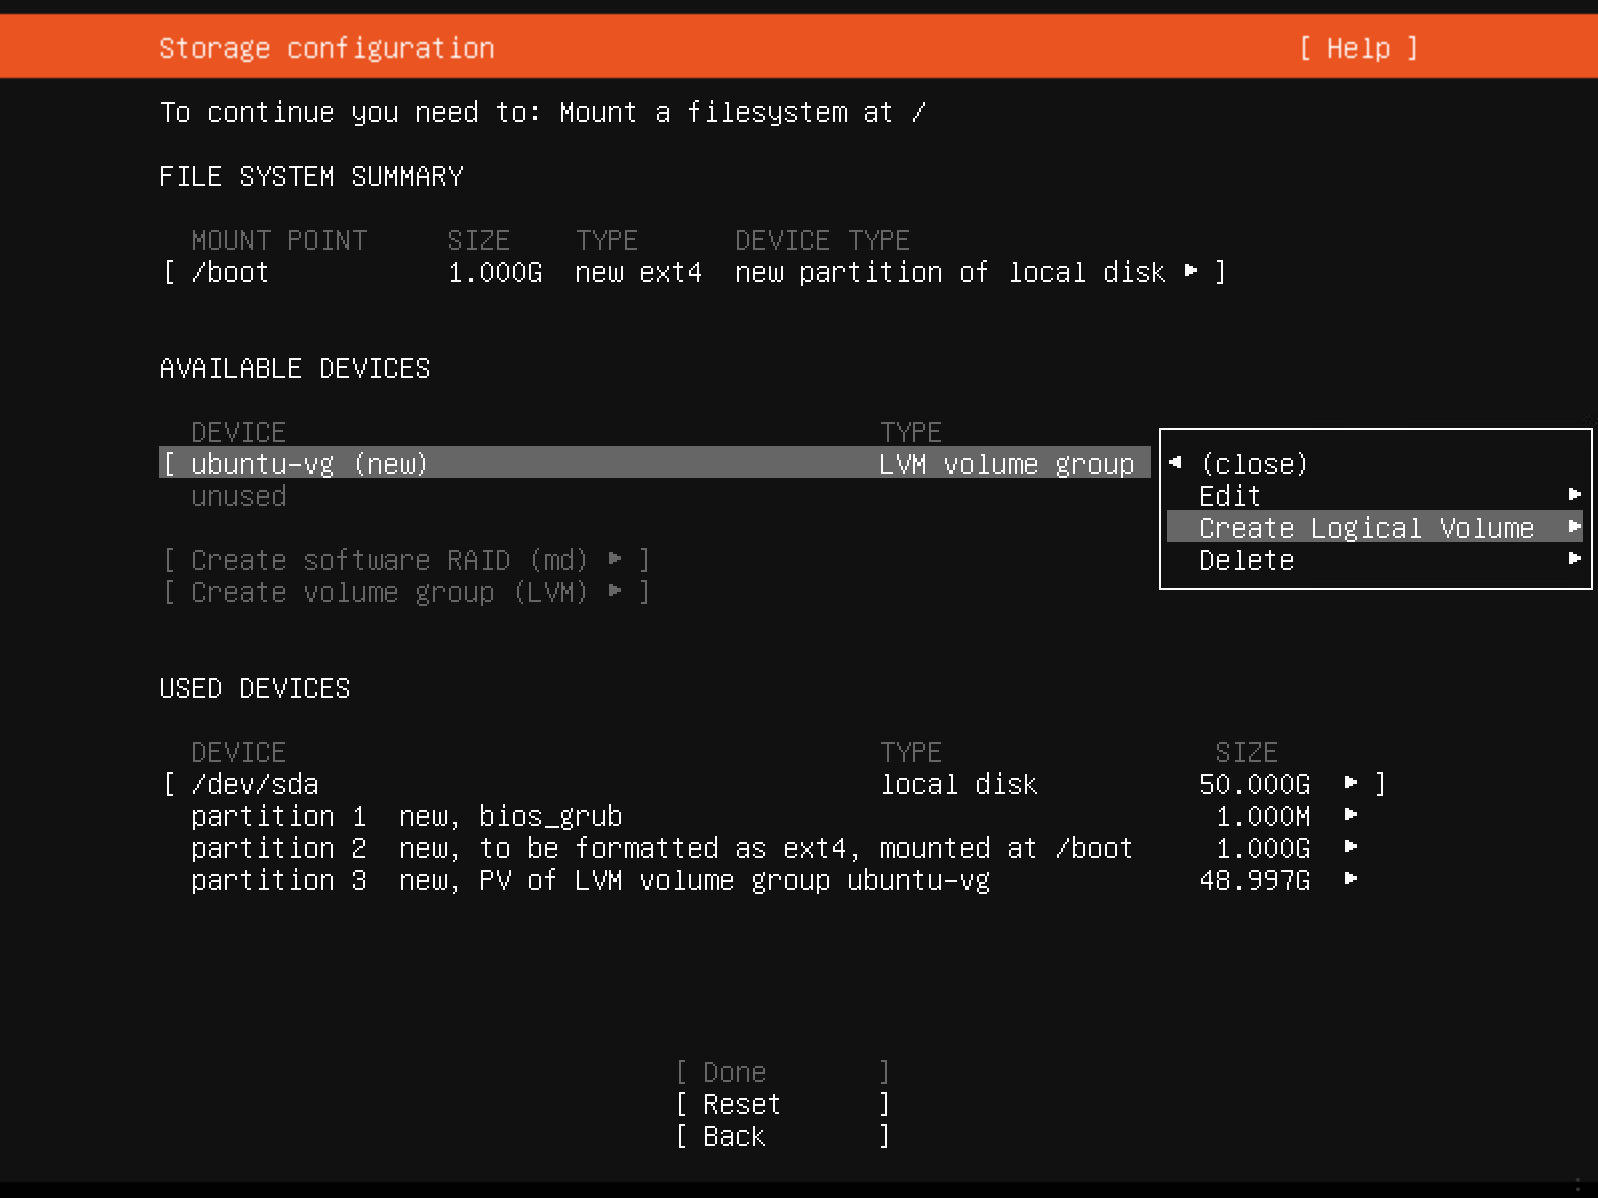 Storage configuration [ Help ]
To continue you need to: Mount a filesystem at /
FILE SYSTEM SUMMARY
MOUNT POINT SIZE TYPE DEVICE TYPE
[ /boot 1.000G new ext4 new partition of local disk ▸ ]
AVAILABLE DEVICES
DEVICE TYPE
[ ubuntu-vg (new) LVM volume group ◂ (close)
unused Edit ▸
Create Logical Volume ▸
[ Create software RAID (md) ▸ ] Delete ▸
[ Create volume group (LVM) ▸ ]
USED DEVICES
DEVICE TYPE SIZE
[ /dev/sda local disk 50.000G ▸ ]
partition 1 new, bios_grub 1.000M ▸
partition 2 new, to be formatted as ext4, mounted at /boot 1.000G ▸
partition 3 new, PV of LVM volume group ubuntu-vg 48.997G ▸
[ Done ]
[ Reset ]
[ Back ]